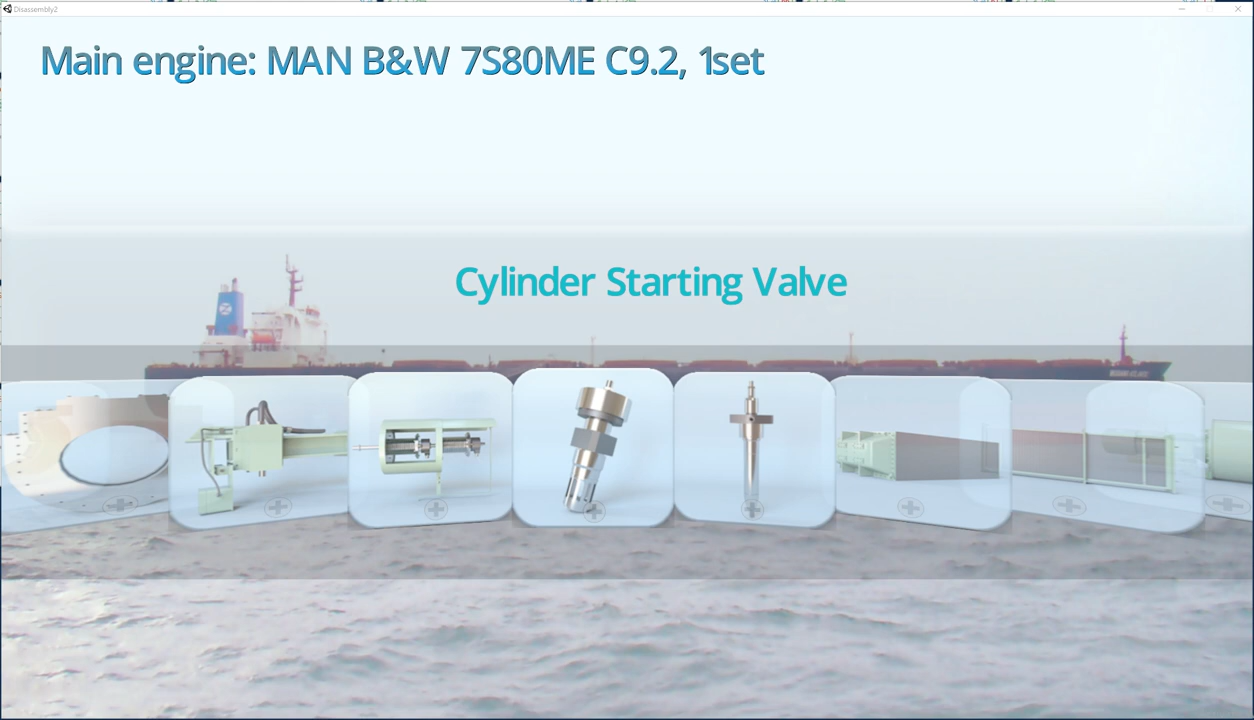 Disassembly2
Main engine: MAN B&W 7S80ME C9.2, 1set
Cylinder Starting Valve